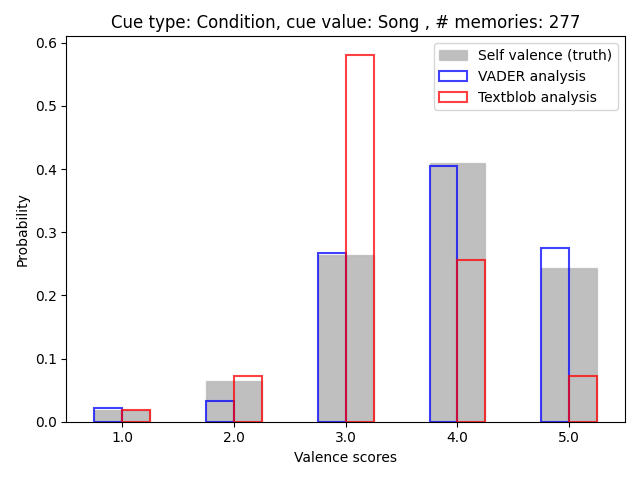 Cue type: Condition, cue value: Song , # memories: 277
Self valence (truth)
VADER analysis
Textblob analysis
Probability
0.6
0.5
0.4
0.3
0.2
0.1
0.0
1.0 2.0 3.0 4.0 5.0
Valence scores